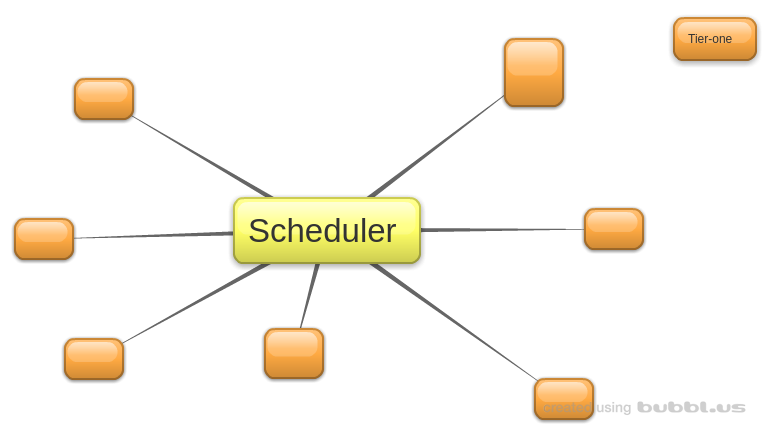 Tier-one
Scheduler
created using bubbl.us